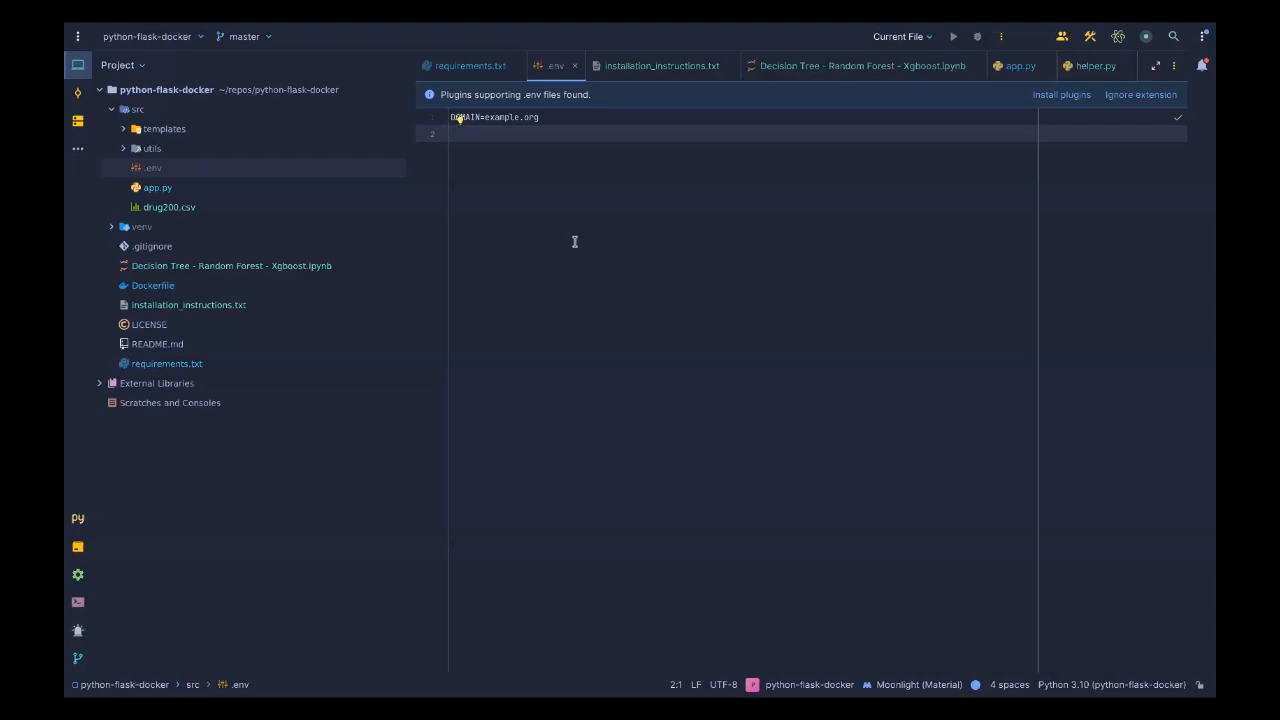 python-flask-docker master Current File
Project requirements.txt .env installation_instructions.txt Decision Tree - Random Forest - Xgboost.ipynb app.py helper.py
python-flask-docker ~/repos/python-flask-docker
Plugins supporting .env files found. Install plugins Ignore extension
src
1 DOMAIN=example.org
templates
2
utils
.env
app.py
drug200.csv
venv
.gitignore
Decision Tree - Random Forest - Xgboost.ipynb
Dockerfile
installation_instructions.txt
LICENSE
README.md
requirements.txt
External Libraries
Scratches and Consoles
py
python-flask-docker > src > .env 2:1 LF UTF-8 P python-flask-docker Moonlight (Material) 4 spaces Python 3.10 (python-flask-docker)